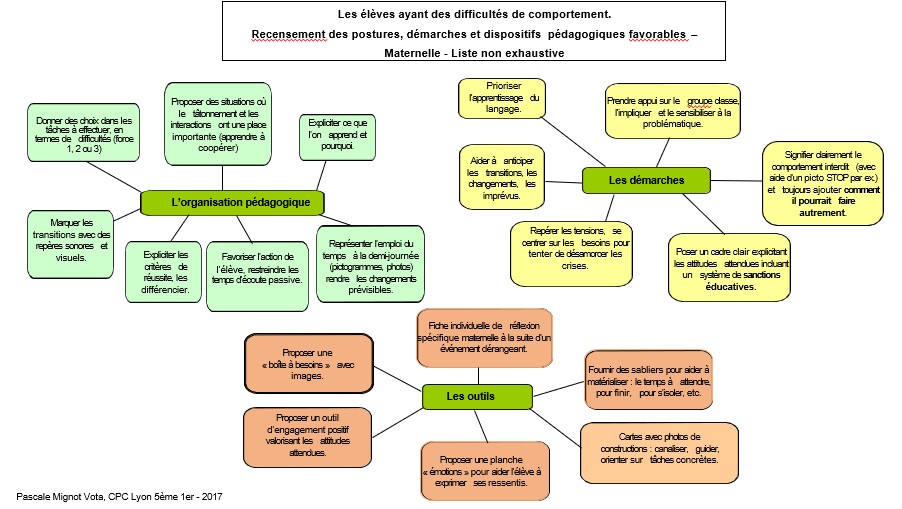 Les élèves ayant des difficultés de comportement.
Recensement des postures, démarches et dispositifs pédagogiques favorables –
Maternelle - Liste non exhaustive
Donner des choix dans les
tâches à effectuer, en
termes de difficultés (force
1, 2 ou 3)
Proposer des situations où
le tâtonnement et les
interactions ont une place
importante (apprendre à
coopérer)
Expliciter ce que
l'on apprend et
pourquoi.
L'organisation pédagogique
Marquer les
transitions avec des
repères sonores et
visuels.
Expliciter les
critères de
réussite, les
différencier.
Favoriser l'action de
l'élève, restreindre les
temps d'écoute passive.
Représenter l'emploi du
temps à la demi-journée
(pictogrammes, photos)
rendre les changements
prévisibles.
Prioriser
l'apprentissage du
langage.
Prendre appui sur le groupe classe,
l'impliquer et le sensibiliser à la
problématique.
Aider à anticiper
les transitions, les
changements, les
imprévus.
Les démarches
Signifier clairement le
comportement interdit (avec
aide d'un picto STOP par ex.)
et toujours ajouter comment
il pourrait faire
autrement.
Repérer les tensions, se
centrer sur les besoins pour
tenter de désamorcer les
crises.
Poser un cadre clair explicitant
les attitudes attendues incluant
un système de sanctions
éducatives.
Fiche individuelle de réflexion
spécifique maternelle à la suite d'un
événement dérangeant.
Proposer une
« boîte à besoins » avec
images.
Les outils
Fournir des sabliers pour aider à
matérialiser : le temps à attendre,
pour finir, pour s'isoler, etc.
Proposer un outil
d'engagement positif
valorisant les attitudes
attendues.
Proposer une planche
« émotions » pour aider l'élève à
exprimer ses ressentis.
Cartes avec photos de
constructions : canaliser, guider,
orienter sur tâches concrètes.
Pascale Mignot Vota, CPC Lyon 5ème 1er - 2017